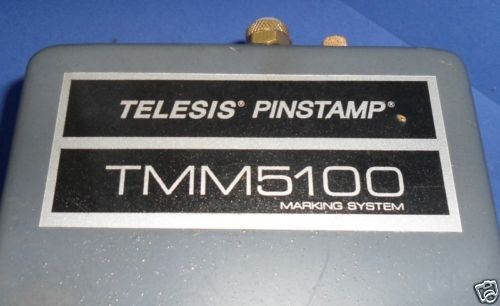 TELESIS® PINSTAMP®
TMM5100
MARKING SYSTEM